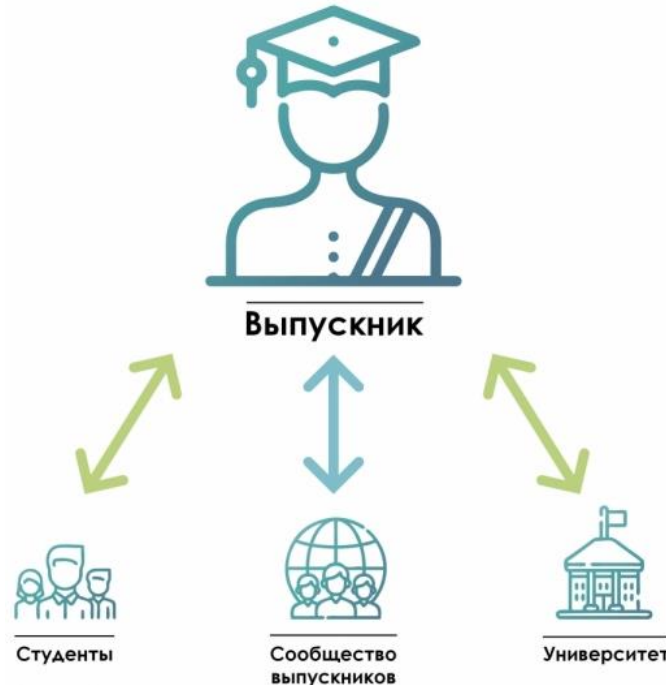 Выпускник
Студенты
Сообщество
выпускников
Университет